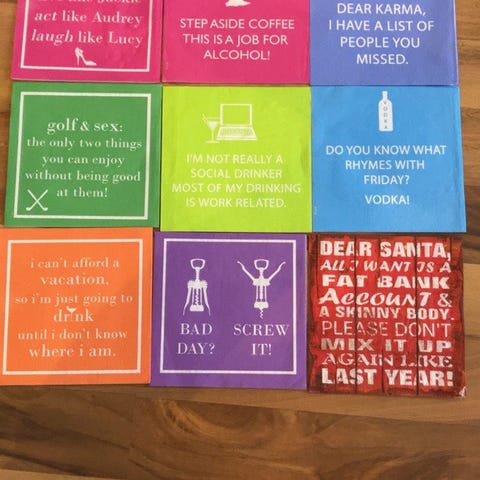 like Jackie
act like Audrey
laugh like Lucy
STEP ASIDE COFFEE
THIS IS A JOB FOR
ALCOHOL!
DEAR KARMA,
I HAVE A LIST OF
PEOPLE YOU
MISSED.
golf & sex:
the only two things
you can enjoy
without being good
at them!
I'M NOT REALLY A
SOCIAL DRINKER
MOST OF MY DRINKING
IS WORK RELATED.
VODKA
DO YOU KNOW WHAT
RHYMES WITH
FRIDAY?
VODKA!
i can't afford a
vacation,
so i'm just going to
drink
until i don't know
where i am.
BAD
DAY?
SCREW
IT!
DEAR SANTA,
ALL I WANT IS A
FAT BANK
ACCOUNT &
A SKINNY BODY.
PLEASE DON'T
MIX IT UP
AGAIN LIKE
LAST YEAR!